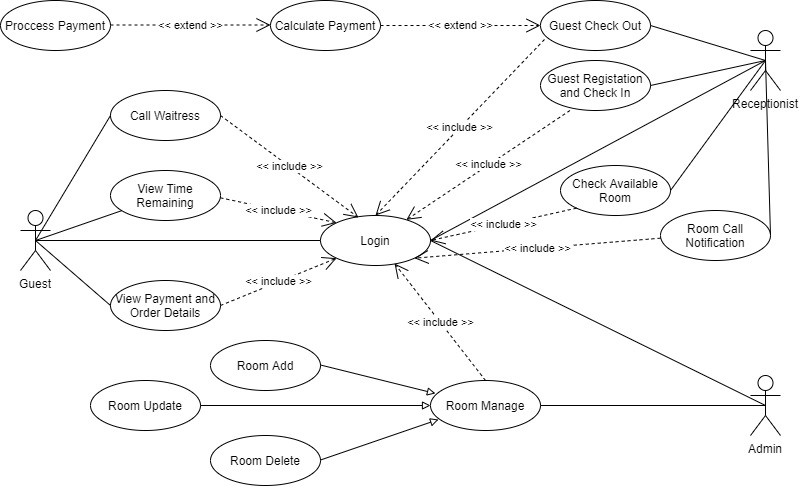 Proccess Payment
<< extend >>
Calculate Payment
<< extend >>
Guest Check Out
Guest Registation
and Check In
Receptionist
Call Waitress
<< include >>
<< include >>
<< include >>
View Time
Remaining
<< include >>
Check Available
Room
<< include >>
Room Call
Notification
<< include >>
Login
Guest
View Payment and
Order Details
<< include >>
<< include >>
Room Add
Room Update
Room Manage
Room Delete
Admin